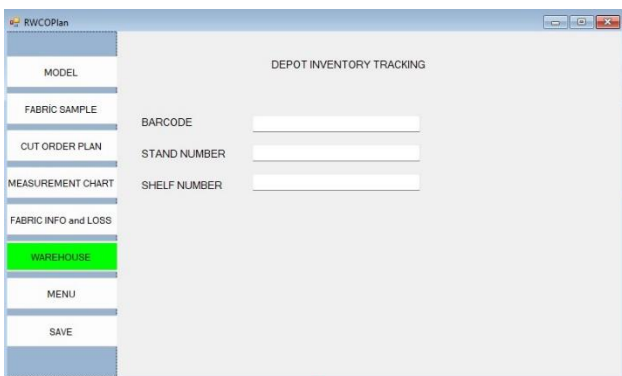 RWCOPlan
MODEL
FABRİC SAMPLE
CUT ORDER PLAN
MEASUREMENT CHART
FABRIC INFO and LOSS
WAREHOUSE
MENU
SAVE
DEPOT INVENTORY TRACKING
BARCODE
STAND NUMBER
SHELF NUMBER